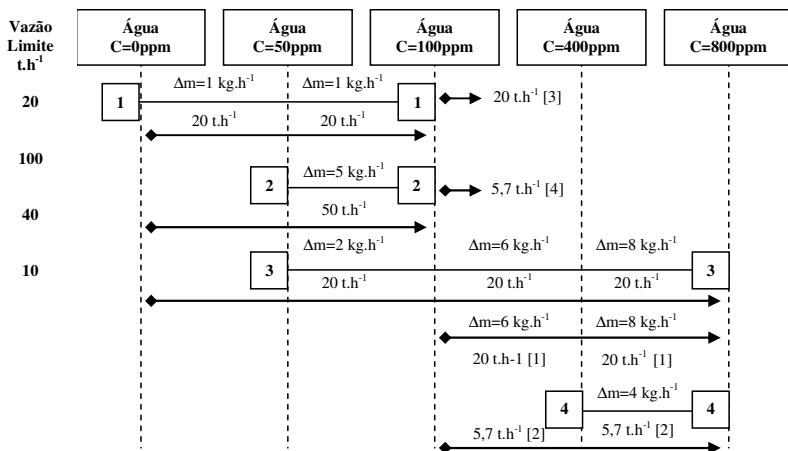 Vazão
Limite
t.h-1
Água
C=0ppm
Água
C=50ppm
Água
C=100ppm
Água
C=400ppm
Água
C=800ppm
20
1
Δm=1 kg.h-1
Δm=1 kg.h-1
1
20 t.h-1 [3]
20 t.h-1
20 t.h-1
100
2
Δm=5 kg.h-1
2
5,7 t.h-1 [4]
50 t.h-1
40
3
Δm=2 kg.h-1
Δm=6 kg.h-1
Δm=8 kg.h-1
3
20 t.h-1
20 t.h-1
20 t.h-1
10
Δm=6 kg.h-1
Δm=8 kg.h-1
20 t.h-1 [1]
20 t.h-1 [1]
4
Δm=4 kg.h-1
4
5,7 t.h-1 [2]
5,7 t.h-1 [2]